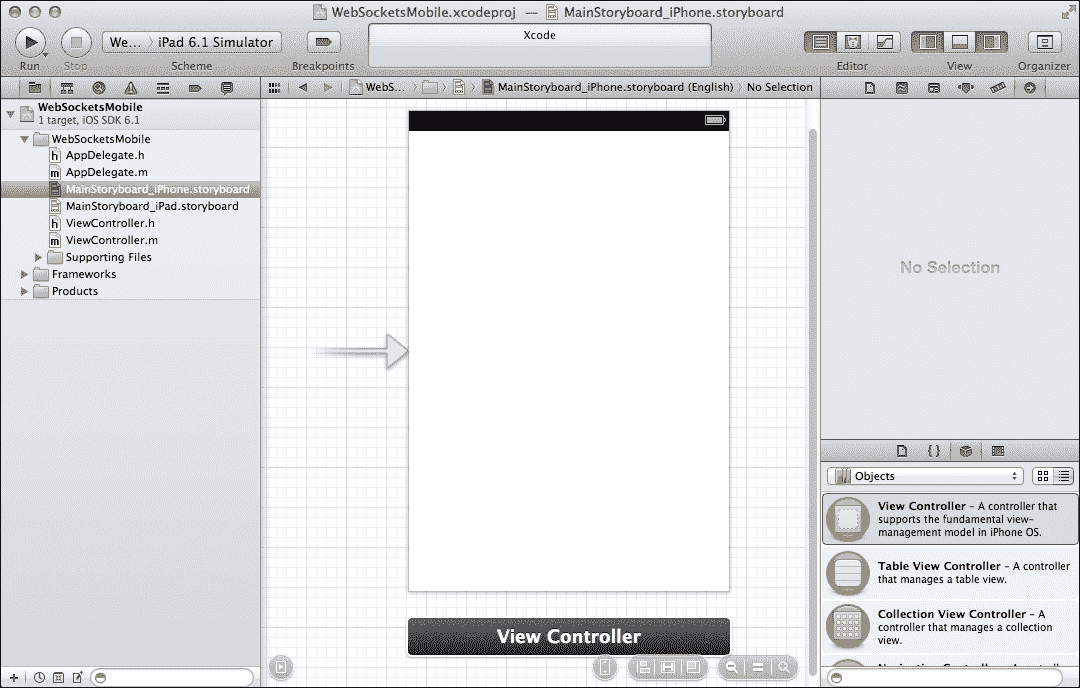 WebSocketsMobile.xcodeproj — MainStoryboard_iPhone.storyboard
We... iPad 6.1 Simulator
Xcode
Run Stop Scheme Breakpoints Editor View Organizer
WebS... MainStoryboard_iPhone.storyboard (English) No Selection
WebSocketsMobile
1 target, iOS SDK 6.1
WebSocketsMobile
h AppDelegate.h
m AppDelegate.m
MainStoryboard_iPhone.storyboard
MainStoryboard_iPad.storyboard
h ViewController.h
m ViewController.m
Supporting Files
Frameworks
Products
View Controller
No Selection
{ }
Objects
View Controller – A controller that
supports the fundamental view-
management model in iPhone OS.
Table View Controller – A controller
that manages a table view.
Collection View Controller – A
controller that manages a collection
view.